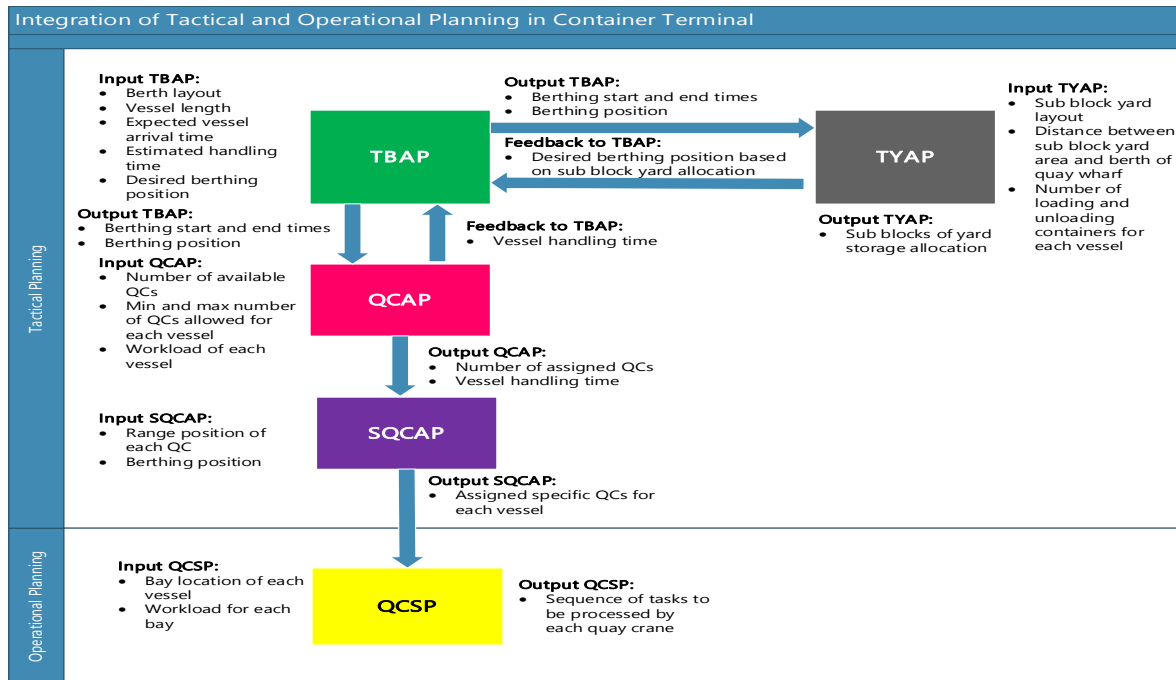 Integration of Tactical and Operational Planning in Container Terminal
Tactical Planning
Input TBAP:
• Berth layout
• Vessel length
• Expected vessel
arrival time
• Estimated handling
time
• Desired berthing
position
Output TBAP:
• Berthing start and end times
• Berthing position
TBAP
Output TBAP:
• Berthing start and end times
• Berthing position
Feedback to TBAP:
• Desired berthing position based
on sub block yard allocation
TYAP
Input TYAP:
• Sub block yard
layout
• Distance between
sub block yard
area and berth of
quay wharf
• Number of
loading and
unloading
containers for
each vessel
Output TYAP:
• Sub blocks of yard
storage allocation
Feedback to TBAP:
• Vessel handling time
Input QCAP:
• Number of available
QCs
• Min and max number
of QCs allowed for
each vessel
• Workload of each
vessel
QCAP
Output QCAP:
• Number of assigned QCs
• Vessel handling time
Input SQCAP:
• Range position of
each QC
• Berthing position
SQCAP
Output SQCAP:
• Assigned specific QCs for
each vessel
Operational Planning
Input QCSP:
• Bay location of each
vessel
• Workload for each
bay
QCSP
Output QCSP:
• Sequence of tasks to
be processed by
each quay crane